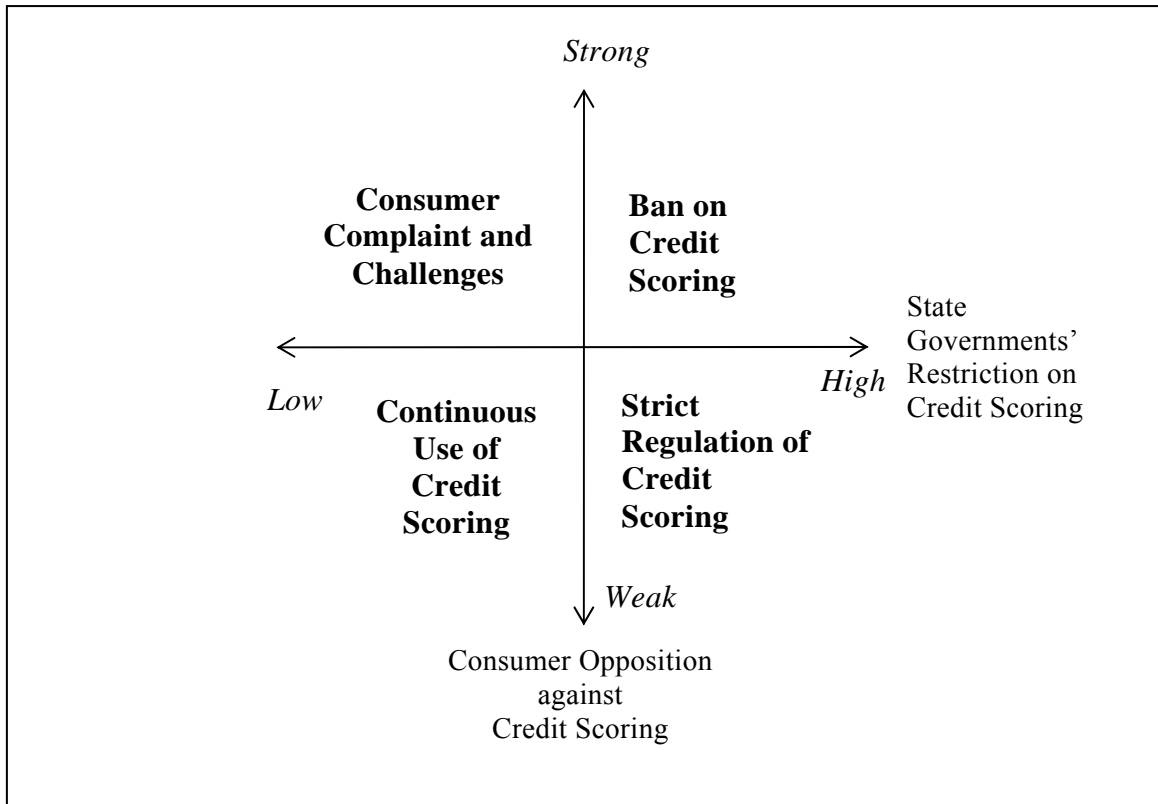 Strong
Consumer
Complaint and
Challenges
Ban on
Credit
Scoring
State
Governments’
Restriction on
Credit Scoring
Low
High
Continuous
Use of
Credit
Scoring
Strict
Regulation of
Credit
Scoring
Weak
Consumer Opposition
against
Credit Scoring